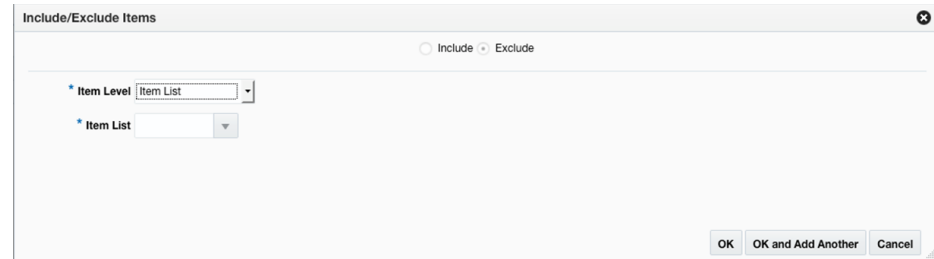 Include/Exclude Items
Include Exclude
* Item Level Item List
* Item List
OK OK and Add Another Cancel